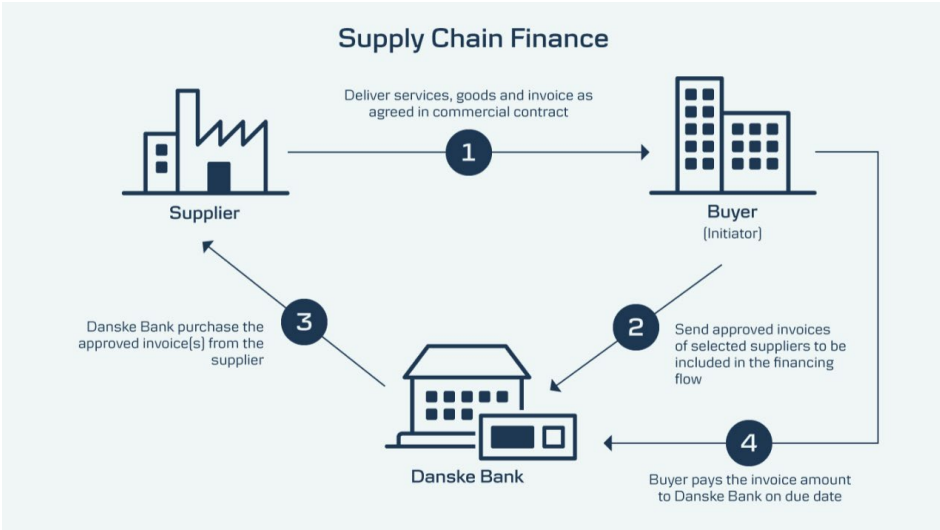 Supply Chain Finance
Deliver services, goods and invoice as
agreed in commercial contract
1
Supplier
Buyer
(Initiator)
3
Danske Bank purchase the
approved invoice(s) from the
supplier
2
Send approved invoices
of selected suppliers to be
included in the financing
flow
4
Danske Bank
Buyer pays the invoice amount
to Danske Bank on due date